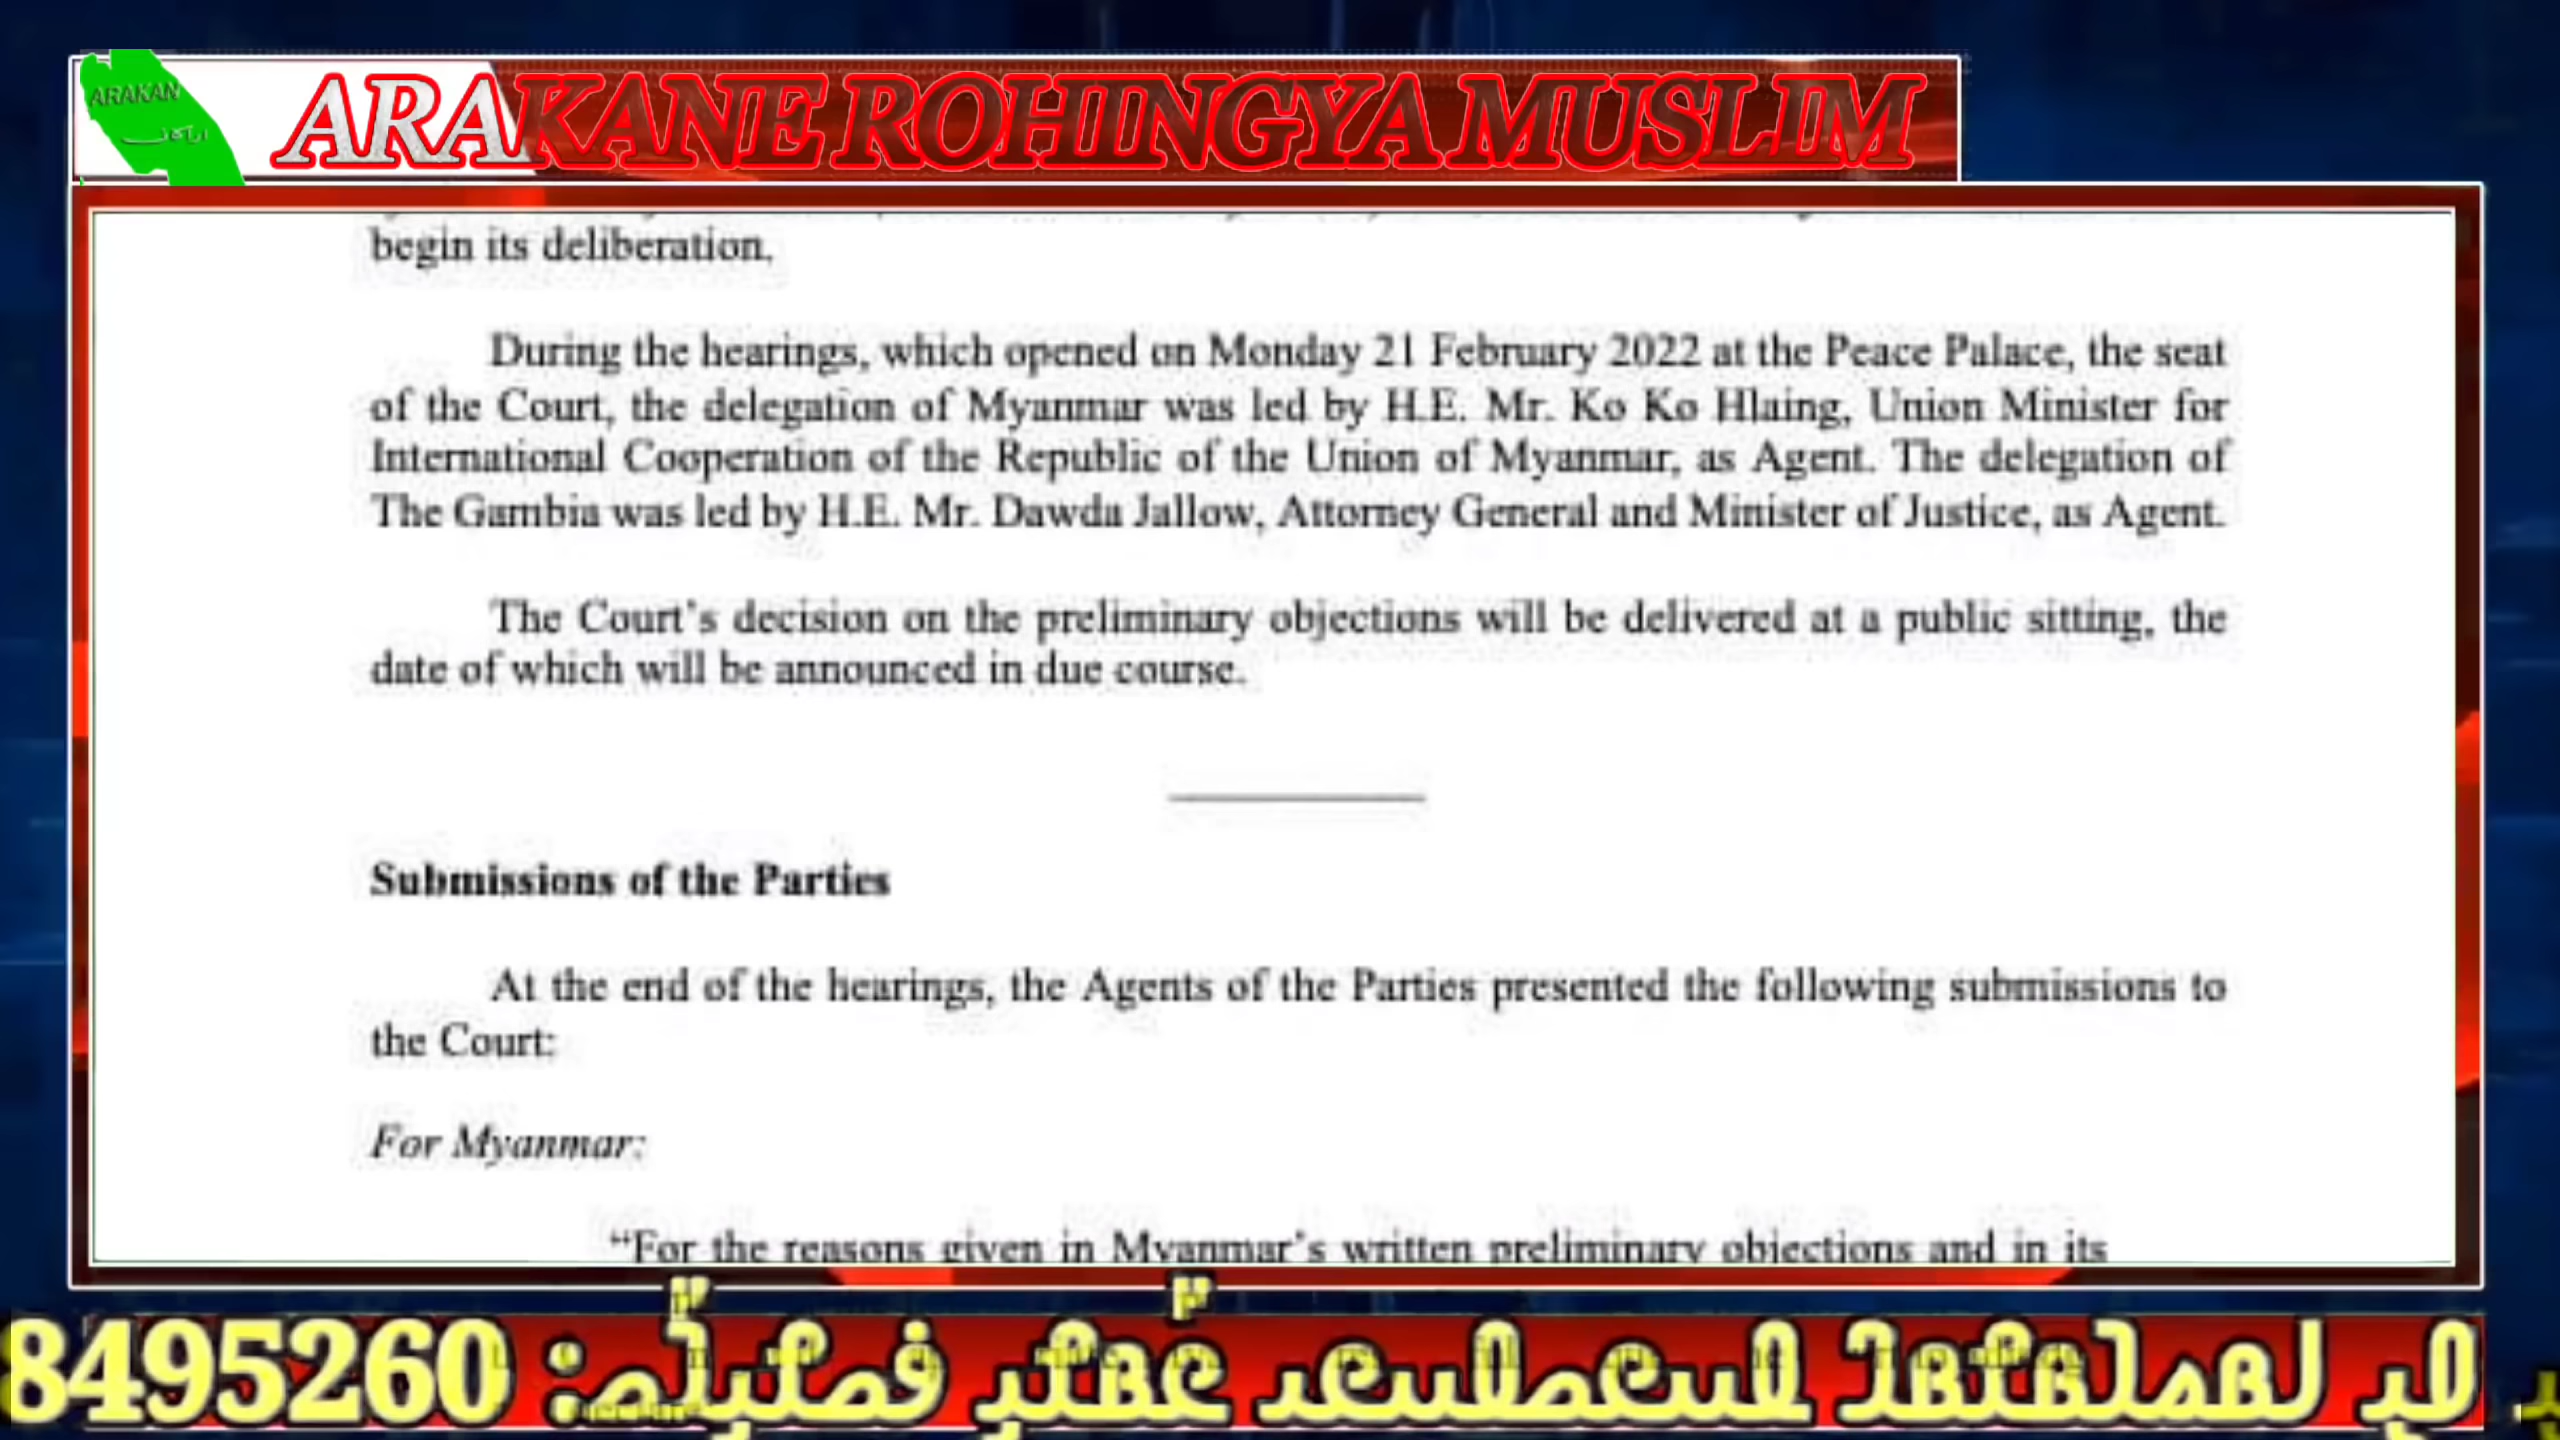 ARAKAN
اراكان
ARAKANE ROHINGYA MUSLIM
begin its deliberation.
During the hearings, which opened on Monday 21 February 2022 at the Peace Palace, the seat
of the Court, the delegation of Myanmar was led by H.E. Mr. Ko Ko Hlaing, Union Minister for
International Cooperation of the Republic of the Union of Myanmar, as Agent. The delegation of
The Gambia was led by H.E. Mr. Dawda Jallow, Attorney General and Minister of Justice, as Agent.
The Court's decision on the preliminary objections will be delivered at a public sitting, the
date of which will be announced in due course.
Submissions of the Parties
At the end of the hearings, the Agents of the Parties presented the following submissions to
the Court:
For Myanmar:
“For the reasons given in Myanmar's written preliminary objections and in its
8495260